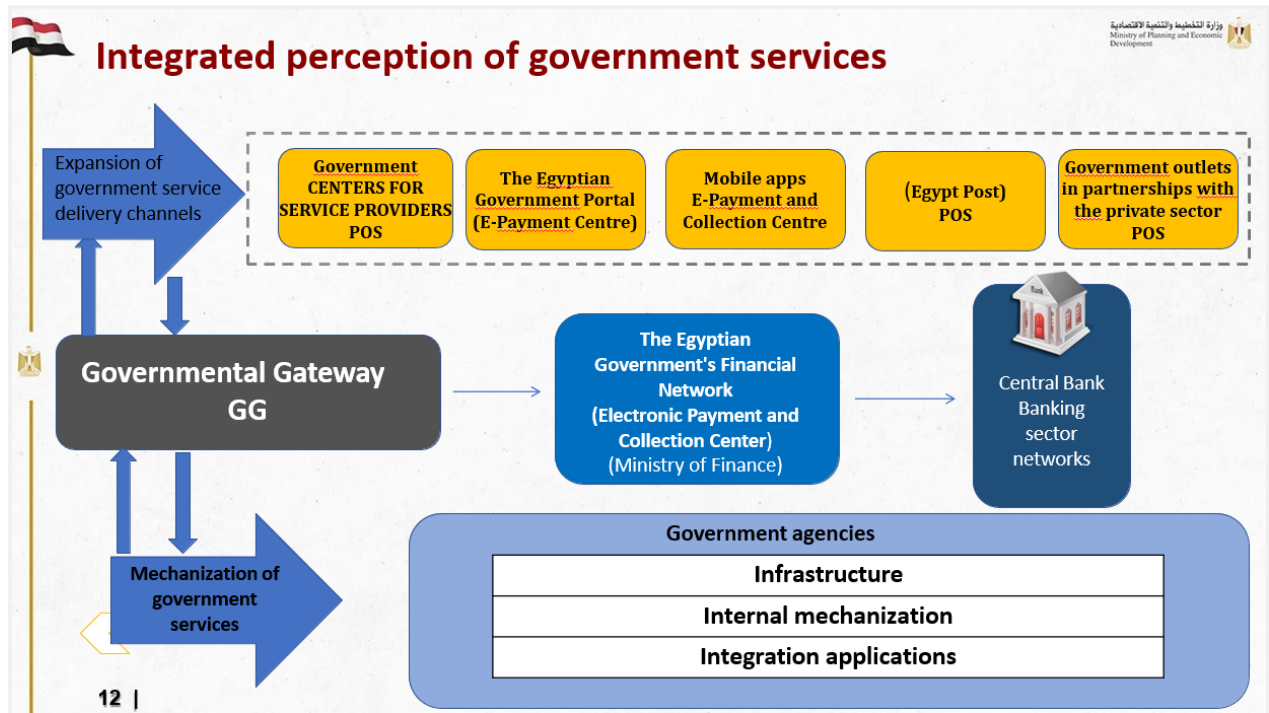 Integrated perception of government services
وزارة التخطيط والتنمية الاقتصادية
Ministry of Planning and Economic
Development
Expansion of
government service
delivery channels
Government
CENTERS FOR
SERVICE PROVIDERS
POS
The Egyptian
Government Portal
(E-Payment Centre)
Mobile apps
E-Payment and
Collection Centre
(Egypt Post)
POS
Government outlets
in partnerships with
the private sector
POS
Governmental Gateway
GG
The Egyptian
Government's Financial
Network
(Electronic Payment and
Collection Center)
(Ministry of Finance)
Bank
Central Bank
Banking
sector
networks
Mechanization of
government
services
Government agencies
Infrastructure
Internal mechanization
Integration applications
12 |